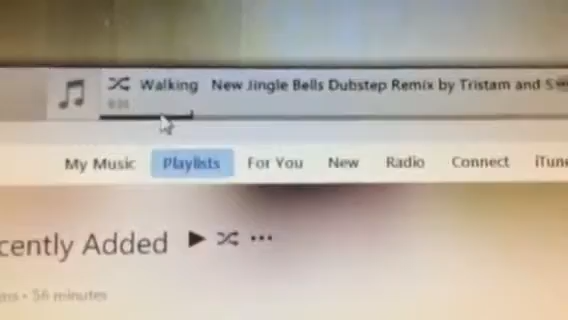 Walking New Jingle Bells Dubstep Remix by Tristam and S
My Music Playlists For You New Radio Connect iTun
cently Added
56 minutes